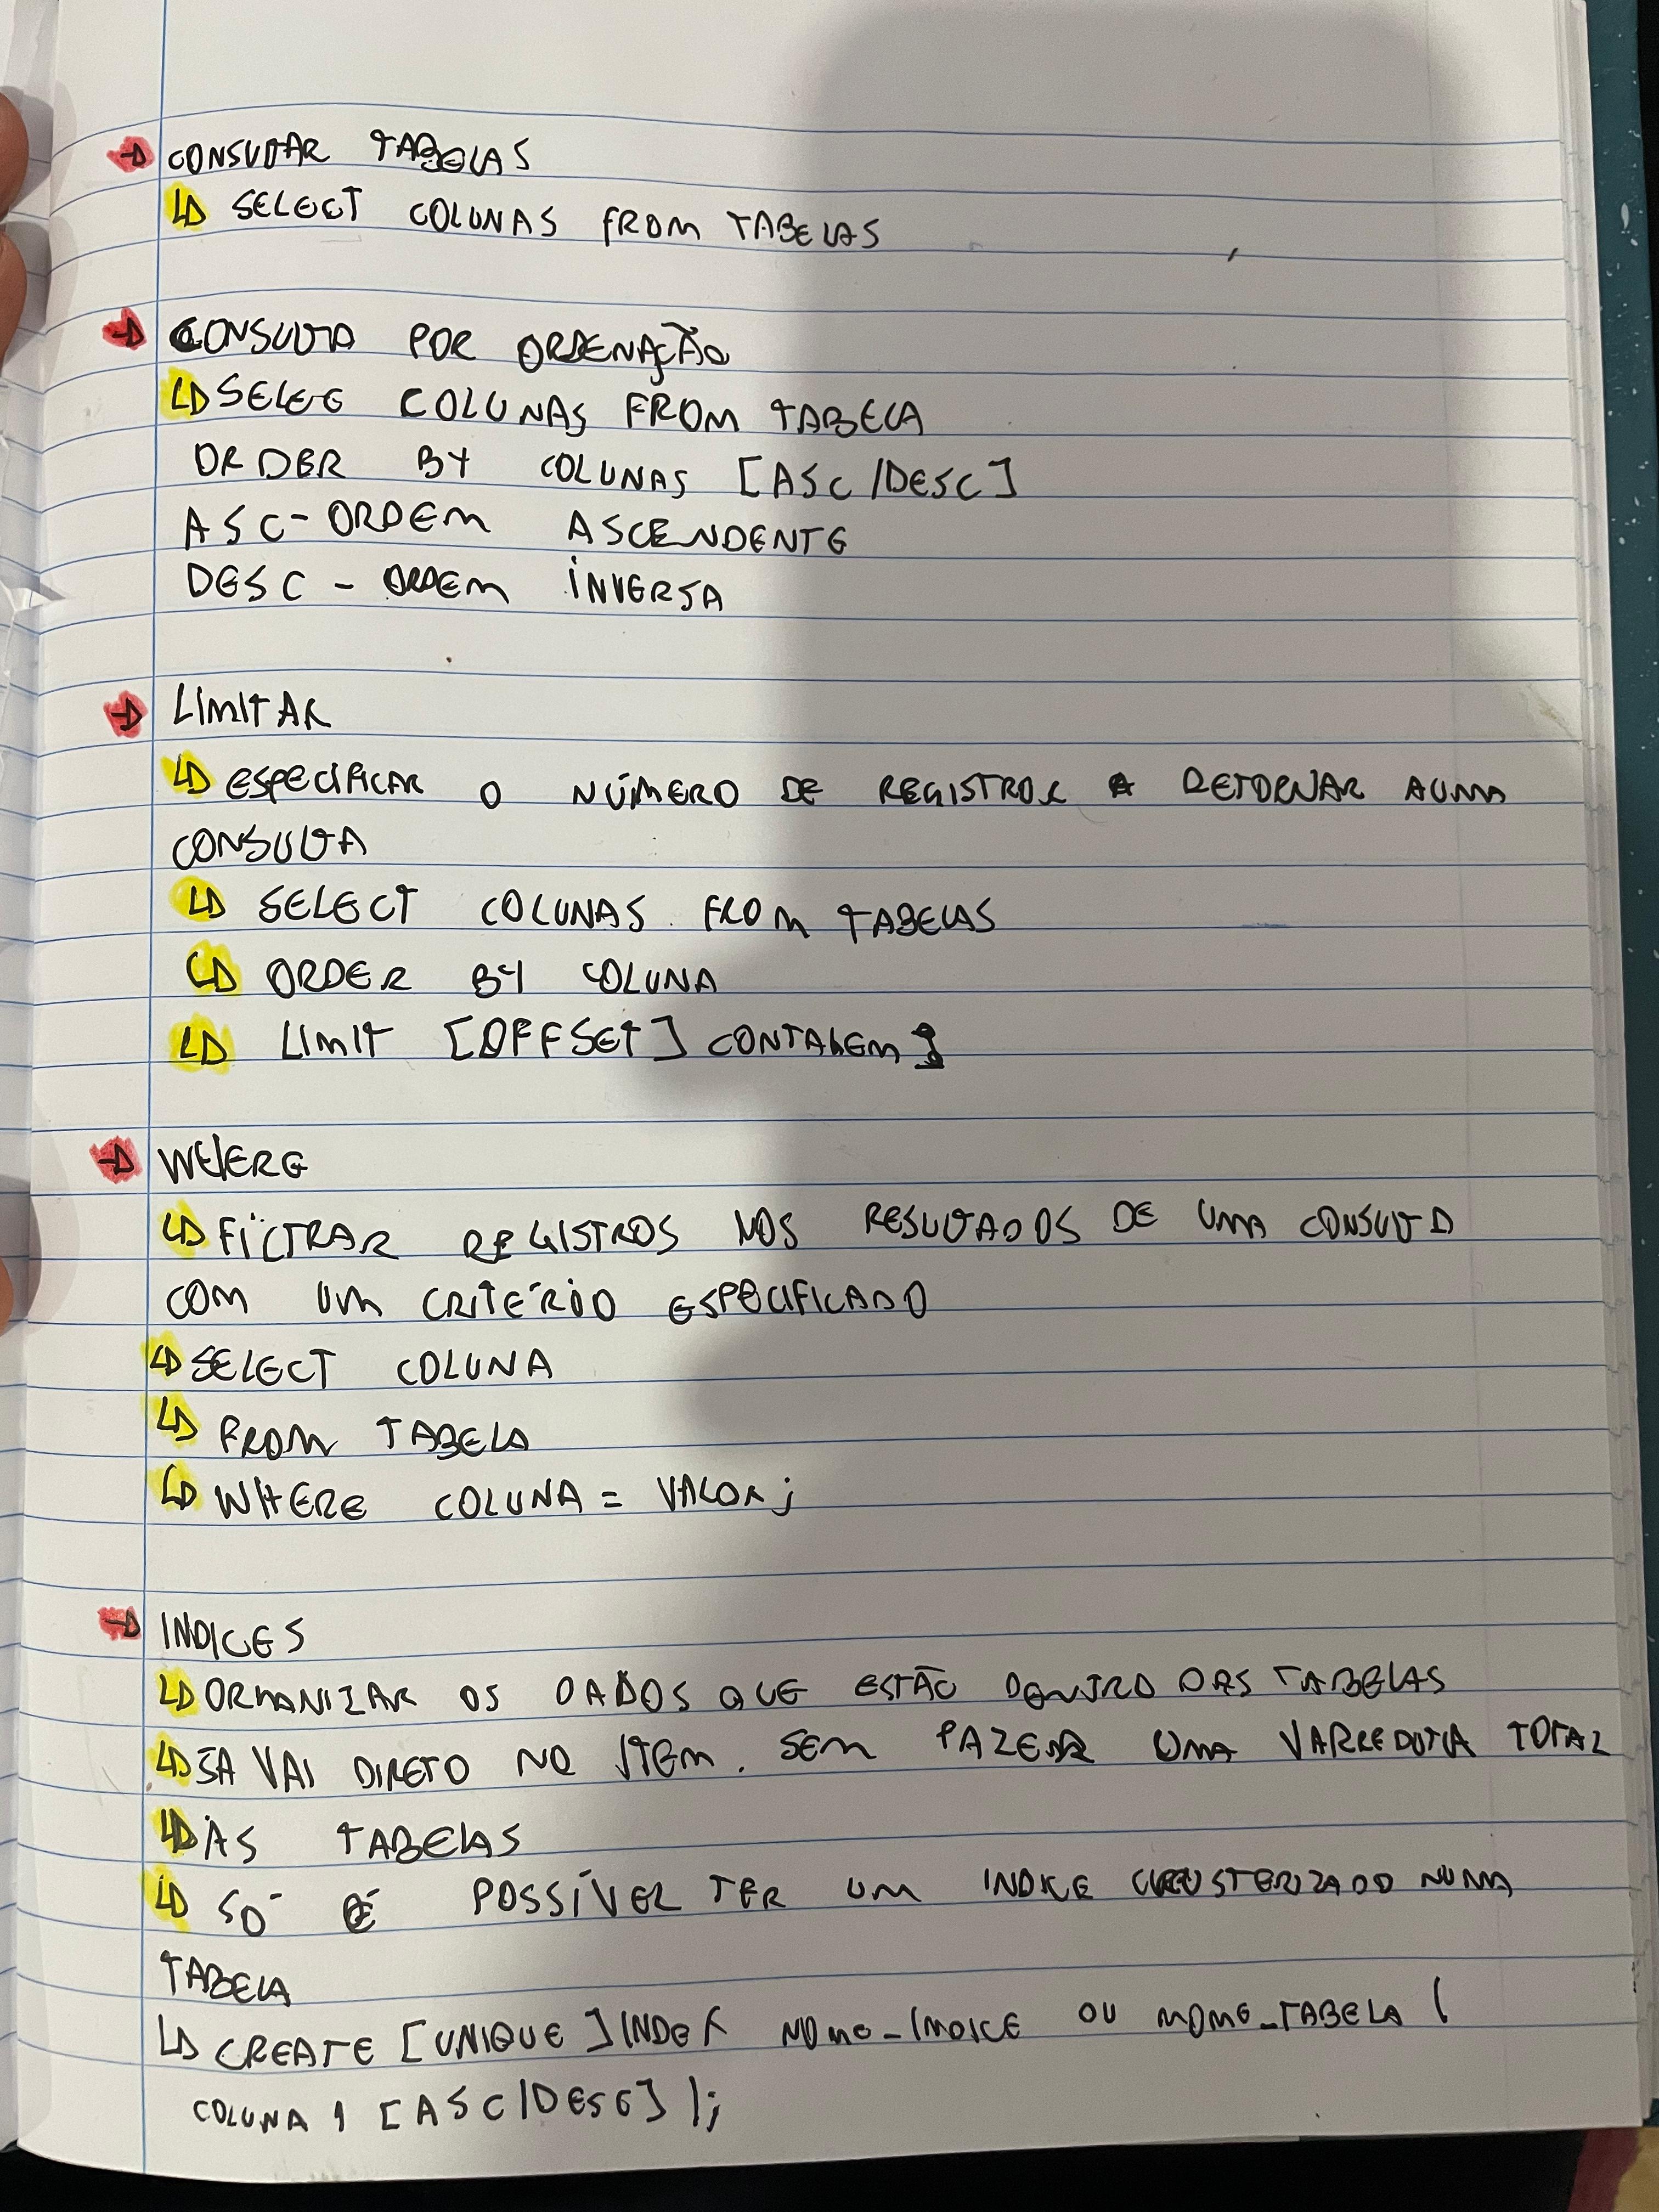 → CONSULTAR TABELAS
↳ SELECT COLUNAS FROM TABELAS
→ CONSULTA POR ORDENAÇÃO
↳ SELEC COLUNAS FROM TABELA
ORDER BY COLUNAS [ASC/DESC]
ASC - ORDEM ASCENDENTE
DESC - ORDEM INVERSA
→ LIMITAR
↳ ESPECIFICAR O NÚMERO DE REGISTROS A RETORNAR A UMA
CONSULTA
↳ SELECT COLUNAS FROM TABELAS
↳ ORDER BY COLUNA
↳ LIMIT [OFFSET] CONTAGEM;
→ WHERE
↳ FILTRAR REGISTROS NOS RESULTADOS DE UMA CONSULTA
COM UM CRITÉRIO ESPECIFICADO
↳ SELECT COLUNA
↳ FROM TABELA
↳ WHERE COLUNA = VALOR;
→ INDICES
↳ ORGANIZAR OS DADOS QUE ESTÃO DENTRO DAS TABELAS
↳ JA VAI DIRETO NO ITEM. SEM FAZER UMA VARREDURA TOTAL
↳ ÀS TABELAS
↳ SÓ É POSSÍVEL TER UM INDICE CLUSTERIZADO NUMA
TABELA
↳ CREATE [UNIQUE] INDEX NOME_INDICE OU NOME_TABELA (
COLUNA, [ASC|DESC] );